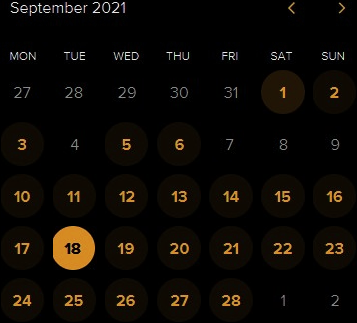 September 2021
MON TUE WED THU FRI SAT SUN
27 28 29 30 31 1 2
3 4 5 6 7 8 9
10 11 12 13 14 15 16
17 18 19 20 21 22 23
24 25 26 27 28 1 2